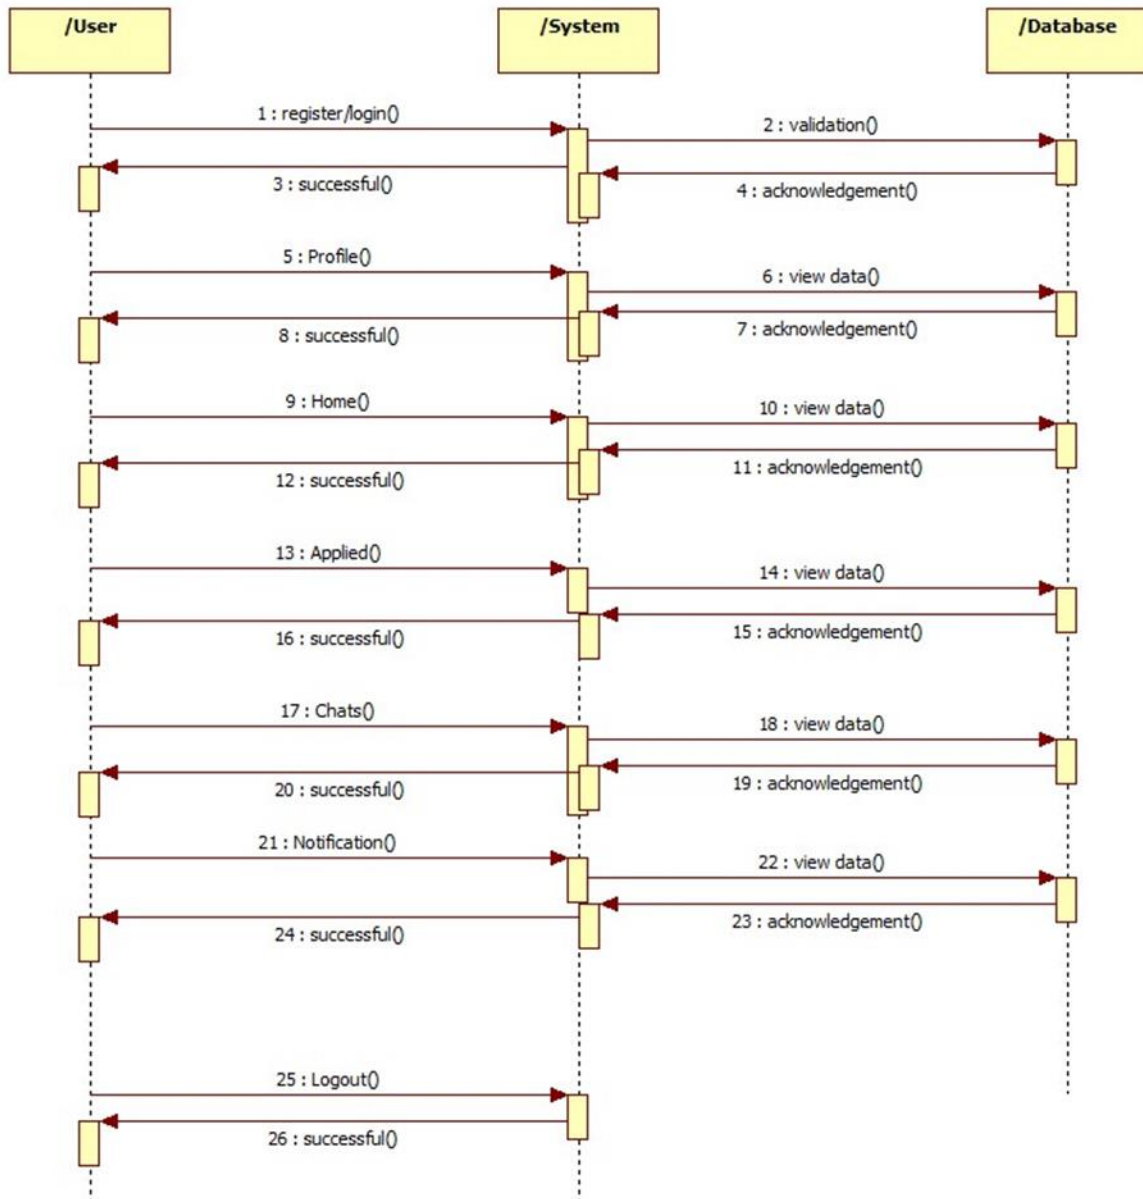 /User
/System
/Database
1 : register/login()
2 : validation()
3 : successful()
4 : acknowledgement()
5 : Profile()
6 : view data()
7 : acknowledgement()
8 : successful()
9 : Home()
10 : view data()
11 : acknowledgement()
12 : successful()
13 : Applied()
14 : view data()
15 : acknowledgement()
16 : successful()
17 : Chats()
18 : view data()
19 : acknowledgement()
20 : successful()
21 : Notification()
22 : view data()
23 : acknowledgement()
24 : successful()
25 : Logout()
26 : successful()